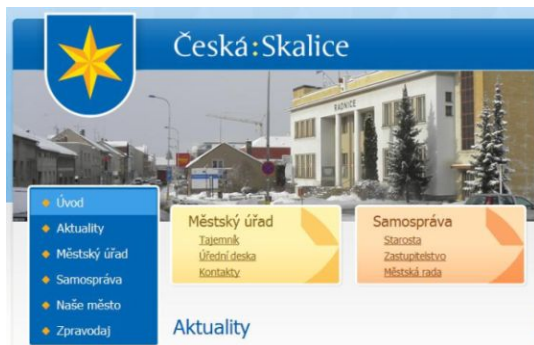 Česká:Skalice
RADNICE
Úvod
Aktuality
Městský úřad
Samospráva
Naše město
Zpravodaj
Městský úřad
Tajemník
Úřední deska
Kontakty
Samospráva
Starosta
Zastupitelstvo
Městská rada
Aktuality